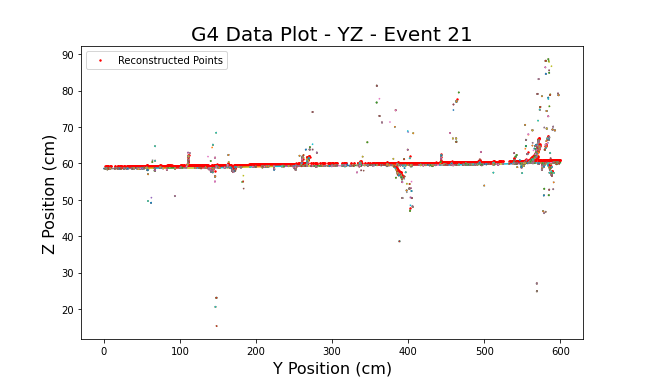 G4 Data Plot - YZ - Event 21
Reconstructed Points
Z Position (cm)
90
80
70
60
50
40
30
20
0 100 200 300 400 500 600
Y Position (cm)